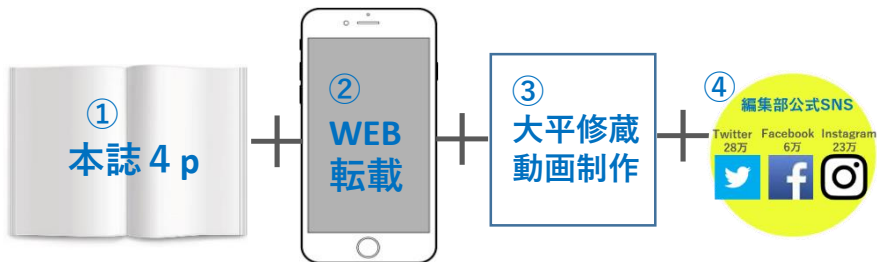 ①
本誌４p
＋
②
WEB
転載
＋
③
大平修蔵
動画制作
＋
④
編集部公式SNS
Twitter Facebook Instagram
28万 6万 23万